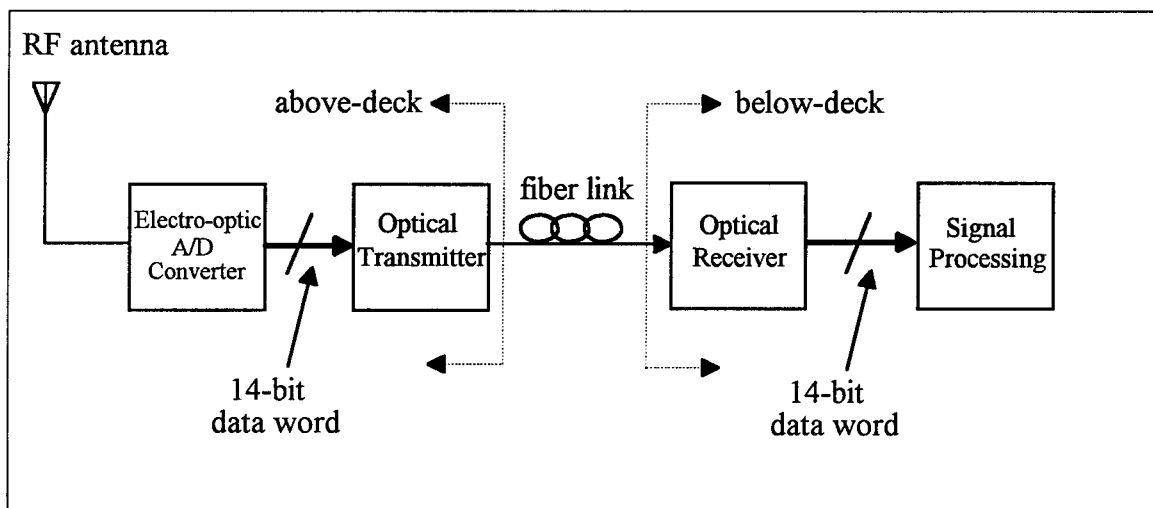 RF antenna
above-deck
below-deck
fiber link
Electro-optic
A/D
Converter
Optical
Transmitter
Optical
Receiver
Signal
Processing
14-bit
data word
14-bit
data word